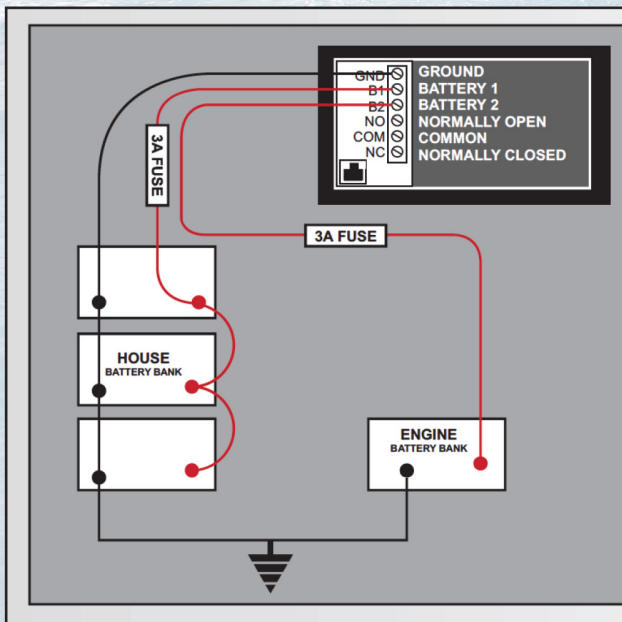 GND GROUND
B1 BATTERY 1
B2 BATTERY 2
NO NORMALLY OPEN
COM COMMON
NC NORMALLY CLOSED
3A FUSE
3A FUSE
HOUSE
BATTERY BANK
ENGINE
BATTERY BANK